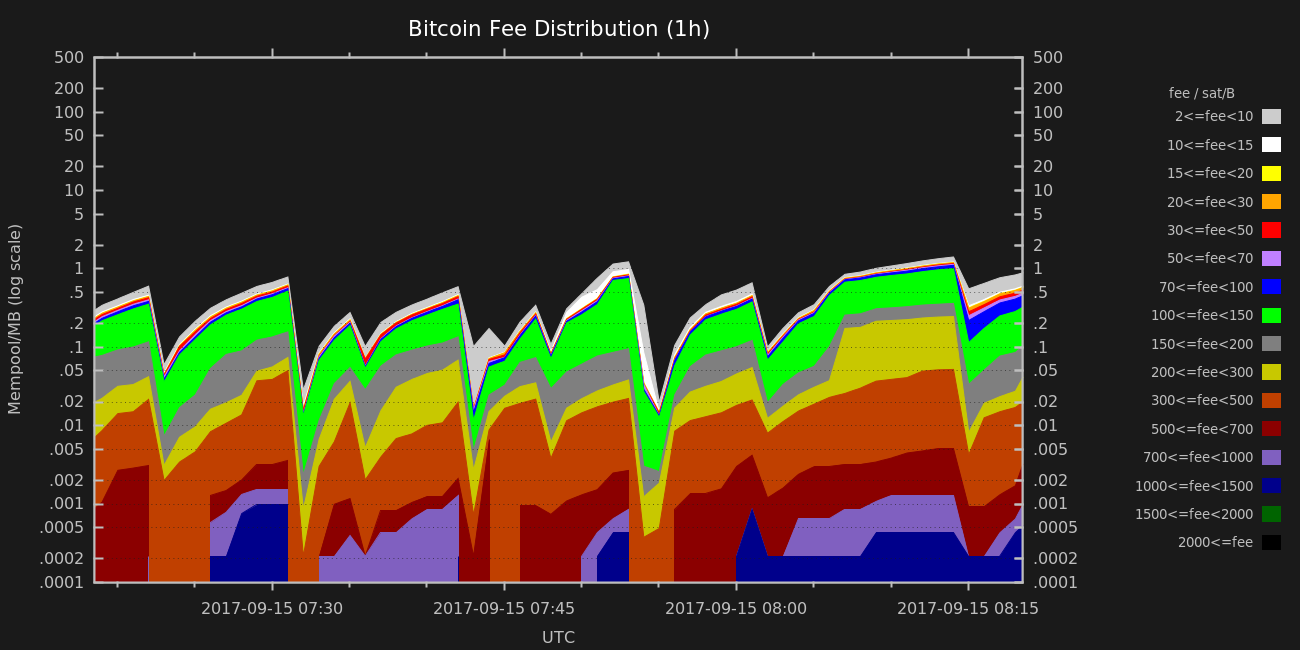 Bitcoin Fee Distribution (1h)
500
200
100
50
20
10
5
2
1
.5
.2
.1
.05
.02
.01
.005
.002
.001
.0005
.0002
.0001
Mempool/MB (log scale)
500
200
100
50
20
10
5
2
1
.5
.2
.1
.05
.02
.01
.005
.002
.001
.0005
.0002
.0001
2017-09-15 07:30
2017-09-15 07:45
2017-09-15 08:00
2017-09-15 08:15
UTC
fee / sat/B
2<=fee<10
10<=fee<15
15<=fee<20
20<=fee<30
30<=fee<50
50<=fee<70
70<=fee<100
100<=fee<150
150<=fee<200
200<=fee<300
300<=fee<500
500<=fee<700
700<=fee<1000
1000<=fee<1500
1500<=fee<2000
2000<=fee